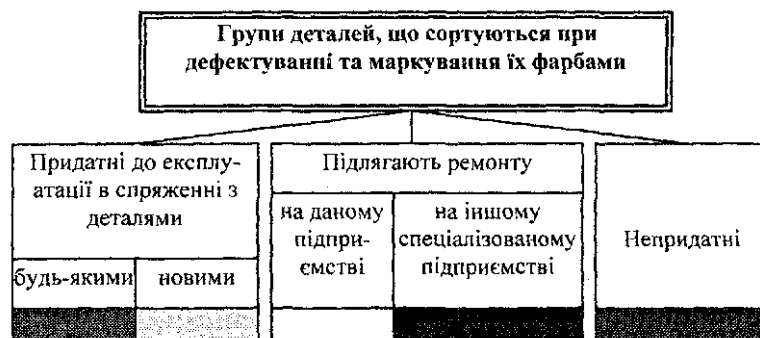 Групи деталей, що сортуються при
дефектуванні та маркування їх фарбами
Придатні до експлу-
атації в спряженні з
деталями
будь-якими
новими
Підлягають ремонту
на даному
підпри-
ємстві
на іншому
спеціалізованому
підприємстві
Непридатні